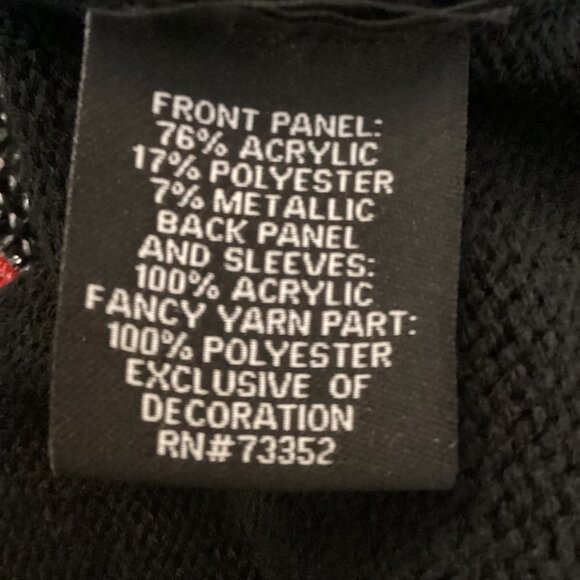 FRONT PANEL:
76% ACRYLIC
17% POLYESTER
7% METALLIC
BACK PANEL
AND SLEEVES:
100% ACRYLIC
FANCY YARN PART:
100% POLYESTER
EXCLUSIVE OF
DECORATION
RN#73352